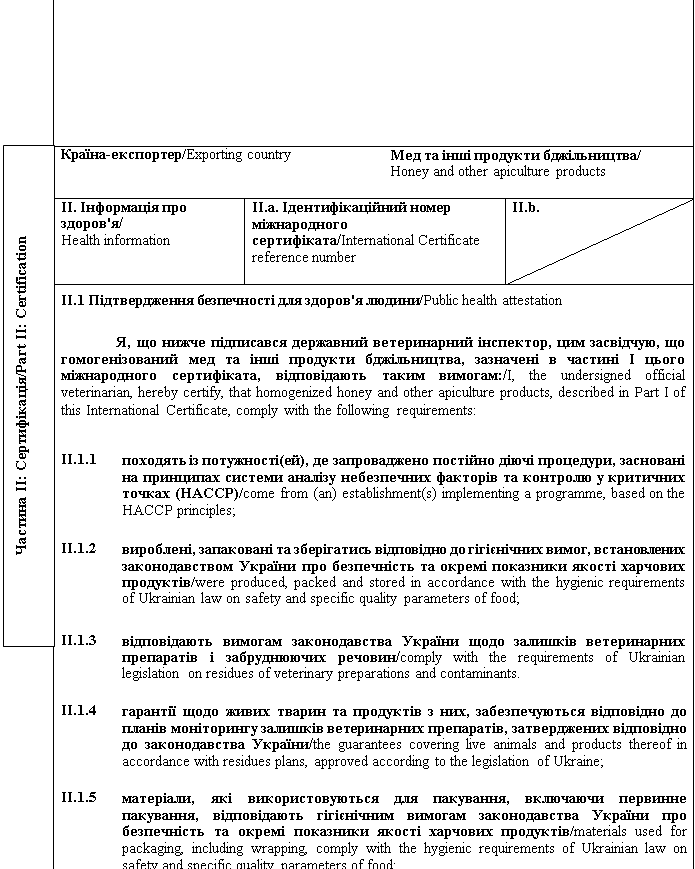 Країна-експортер/Exporting country
Мед та інші продукти бджільництва/
Honey and other apiculture products
II. Інформація про
здоров'я/
Health information
II.a. Ідентифікаційний номер
міжнародного
сертифіката/International Certificate
reference number
II.b.
Частина II: Сертифікація/Part II: Certification
II.1 Підтвердження безпечності для здоров'я людини/Public health attestation
Я, що нижче підписався державний ветеринарний інспектор, цим засвідчую, що
гомогенізований мед та інші продукти бджільництва, зазначені в частині I цього
міжнародного сертифіката, відповідають таким вимогам:/I, the undersigned official
veterinarian, hereby certify, that homogenized honey and other apiculture products, described in Part I of
this International Certificate, comply with the following requirements:
II.1.1 походять із потужності(ей), де запроваджено постійно діючі процедури, засновані
на принципах системи аналізу небезпечних факторів та контролю у критичних
точках (НАССР)/come from (an) establishment(s) implementing a programme, based on the
HACCP principles;
II.1.2 вироблені, запаковані та зберігатись відповідно до гігієнічних вимог, встановлених
законодавством України про безпечність та окремі показники якості харчових
продуктів/were produced, packed and stored in accordance with the hygienic requirements
of Ukrainian law on safety and specific quality parameters of food;
II.1.3 відповідають вимогам законодавства України щодо залишків ветеринарних
препаратів і забруднюючих речовин/comply with the requirements of Ukrainian
legislation on residues of veterinary preparations and contaminants.
II.1.4 гарантії щодо живих тварин та продуктів з них, забезпечуються відповідно до
планів моніторингу залишків ветеринарних препаратів, затверджених відповідно
до законодавства України/the guarantees covering live animals and products thereof in
accordance with residues plans, approved according to the legislation of Ukraine;
II.1.5 матеріали, які використовуються для пакування, включаючи первинне
пакування, відповідають гігієнічним вимогам законодавства України про
безпечність та окремі показники якості харчових продуктів/materials used for
packaging, including wrapping, comply with the hygienic requirements of Ukrainian law on
safety and specific quality parameters of food;